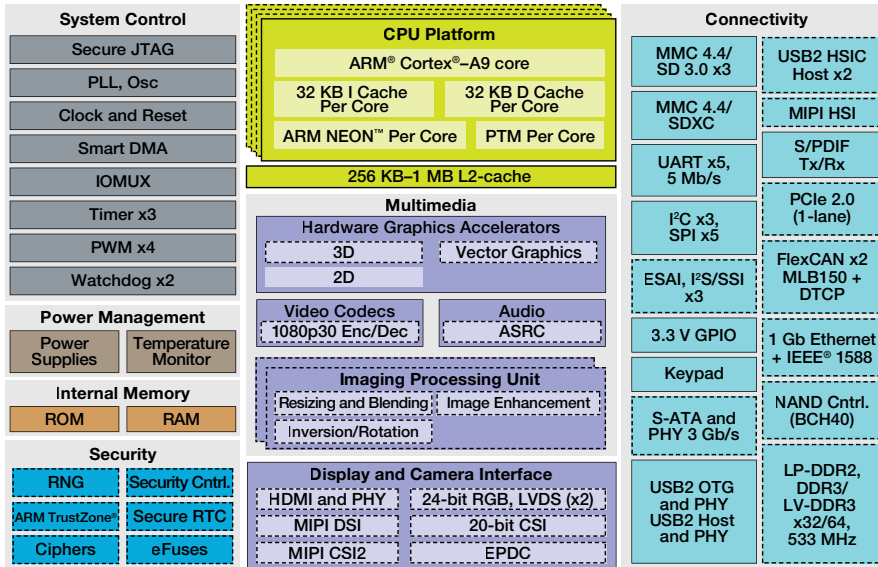 System Control
Secure JTAG
PLL, Osc
Clock and Reset
Smart DMA
IOMUX
Timer x3
PWM x4
Watchdog x2
Power Management
Power
Supplies
Temperature
Monitor
Internal Memory
ROM
RAM
Security
RNG
Security Cntrl.
ARM TrustZone®
Secure RTC
Ciphers
eFuses
CPU Platform
ARM® Cortex®–A9 core
32 KB I Cache
Per Core
32 KB D Cache
Per Core
ARM NEON™ Per Core
PTM Per Core
256 KB–1 MB L2-cache
Multimedia
Hardware Graphics Accelerators
3D
Vector Graphics
2D
Video Codecs
1080p30 Enc/Dec
Audio
ASRC
Imaging Processing Unit
Resizing and Blending
Image Enhancement
Inversion/Rotation
Display and Camera Interface
HDMI and PHY
24-bit RGB, LVDS (x2)
MIPI DSI
20-bit CSI
MIPI CSI2
EPDC
Connectivity
MMC 4.4/
SD 3.0 x3
MMC 4.4/
SDXC
UART x5,
5 Mb/s
I²C x3,
SPI x5
ESAI, I²S/SSI
x3
3.3 V GPIO
Keypad
S-ATA and
PHY 3 Gb/s
USB2 OTG
and PHY
USB2 Host
and PHY
USB2 HSIC
Host x2
MIPI HSI
S/PDIF
Tx/Rx
PCIe 2.0
(1-lane)
FlexCAN x2
MLB150 +
DTCP
1 Gb Ethernet
+ IEEE® 1588
NAND Cntrl.
(BCH40)
LP-DDR2,
DDR3/
LV-DDR3
x32/64,
533 MHz